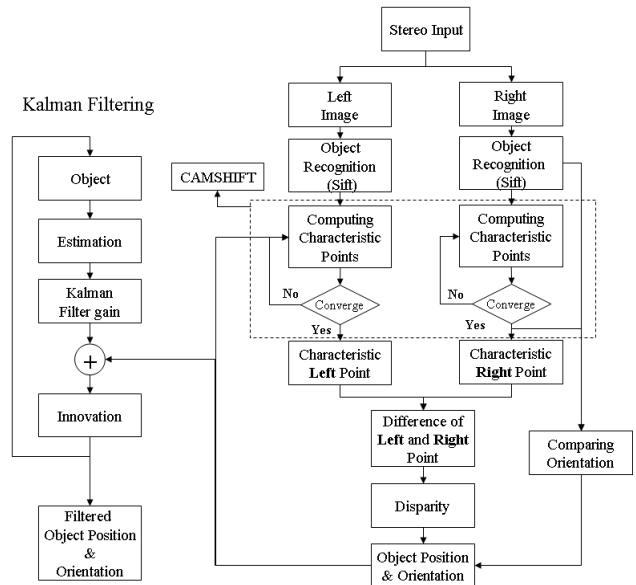 Stereo Input
Kalman Filtering
Left
Image
Right
Image
Object
Recognition
(Sift)
Object
Recognition
(Sift)
CAMSHIFT
Object
Estimation
Kalman
Filter gain
+
Innovation
Filtered
Object Position
&
Orientation
Computing
Characteristic
Points
Computing
Characteristic
Points
No
Converge
Yes
No
Converge
Yes
Characteristic
Left Point
Characteristic
Right Point
Difference of
Left and Right
Point
Comparing
Orientation
Disparity
Object Position
& Orientation